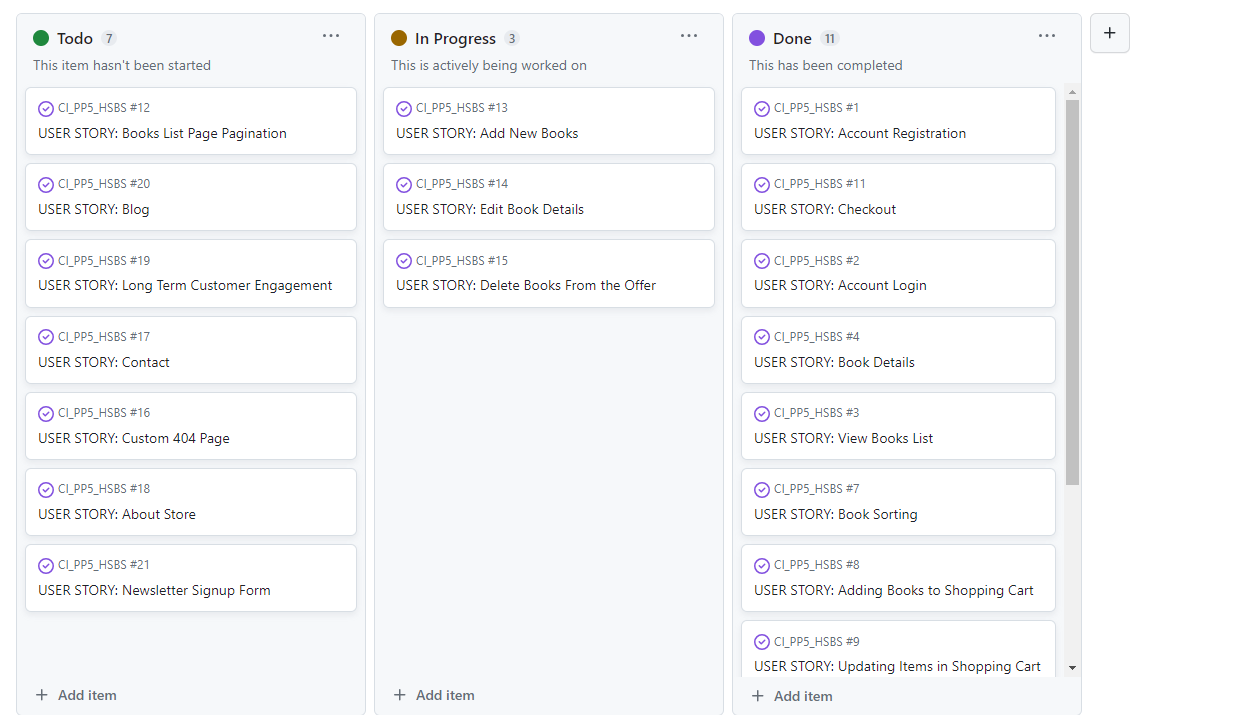 Todo 7
This item hasn't been started
CI_PP5_HSBS #12
USER STORY: Books List Page Pagination
CI_PP5_HSBS #20
USER STORY: Blog
CI_PP5_HSBS #19
USER STORY: Long Term Customer Engagement
CI_PP5_HSBS #17
USER STORY: Contact
CI_PP5_HSBS #16
USER STORY: Custom 404 Page
CI_PP5_HSBS #18
USER STORY: About Store
CI_PP5_HSBS #21
USER STORY: Newsletter Signup Form
+ Add item
In Progress 3
This is actively being worked on
CI_PP5_HSBS #13
USER STORY: Add New Books
CI_PP5_HSBS #14
USER STORY: Edit Book Details
CI_PP5_HSBS #15
USER STORY: Delete Books From the Offer
+ Add item
Done 11
This has been completed
CI_PP5_HSBS #1
USER STORY: Account Registration
CI_PP5_HSBS #11
USER STORY: Checkout
CI_PP5_HSBS #2
USER STORY: Account Login
CI_PP5_HSBS #4
USER STORY: Book Details
CI_PP5_HSBS #3
USER STORY: View Books List
CI_PP5_HSBS #7
USER STORY: Book Sorting
CI_PP5_HSBS #8
USER STORY: Adding Books to Shopping Cart
CI_PP5_HSBS #9
USER STORY: Updating Items in Shopping Cart
+ Add item
+